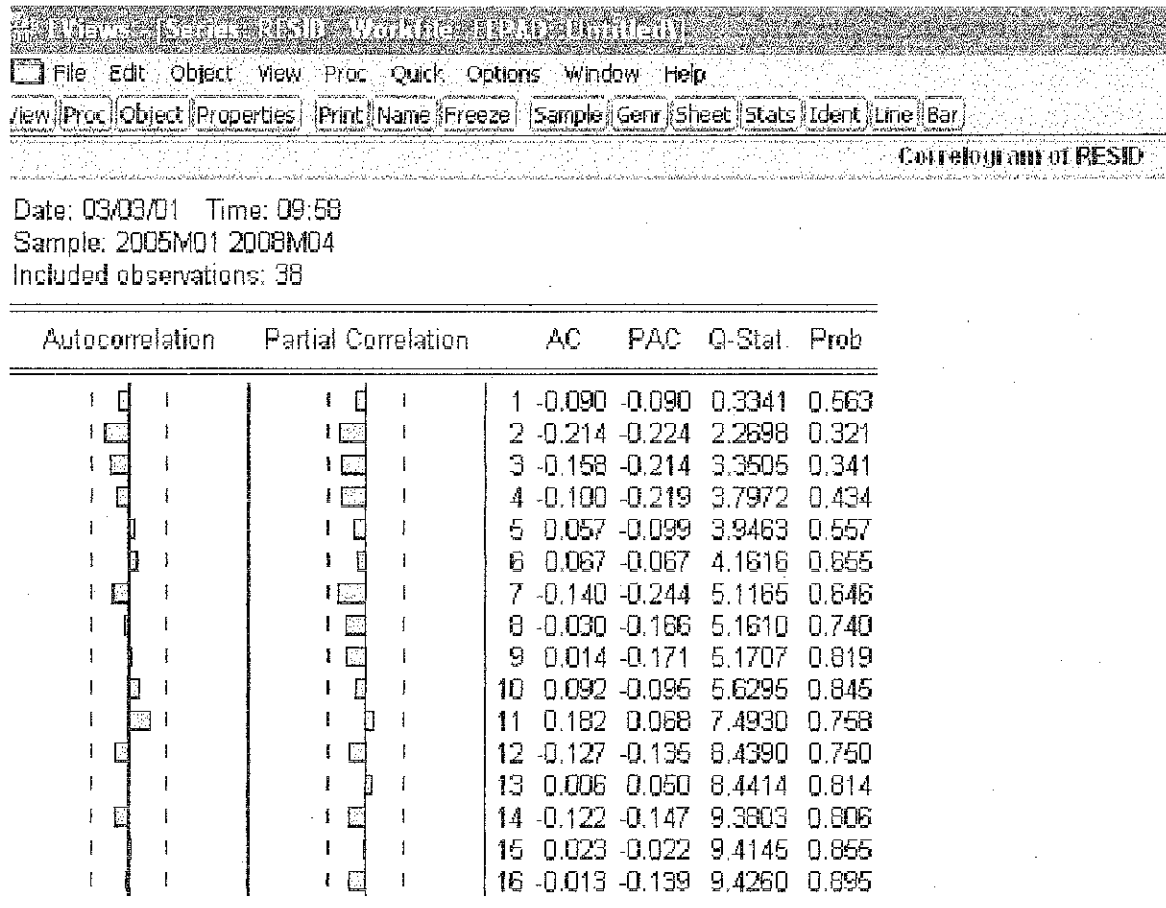 EViews - [Series: RESID Workfile:
File Edit Object View Proc Quick Options Window Help
View Proc Object Properties Print Name Freeze Sample Genr Sheet Stats Ident Line Bar
Correlogram of RESID
Date: 03/03/01 Time: 09:58
Sample: 2005M01 2008M04
Included observations: 38
Autocorrelation Partial Correlation AC PAC Q-Stat Prob
1 -0.090 -0.090 0.3341 0.563
2 -0.214 -0.224 2.2698 0.321
3 -0.158 -0.214 3.3505 0.341
4 -0.100 -0.219 3.7972 0.434
5 0.057 -0.099 3.9463 0.557
6 0.067 -0.067 4.1616 0.655
7 -0.140 -0.244 5.1165 0.646
8 -0.030 -0.166 5.1610 0.740
9 0.014 -0.171 5.1707 0.819
10 0.092 -0.095 5.6295 0.845
11 0.182 0.068 7.4930 0.758
12 -0.127 -0.135 8.4390 0.750
13 0.006 0.050 8.4414 0.814
14 -0.122 -0.147 9.3803 0.806
15 0.023 -0.022 9.4145 0.855
16 -0.013 -0.139 9.4260 0.895